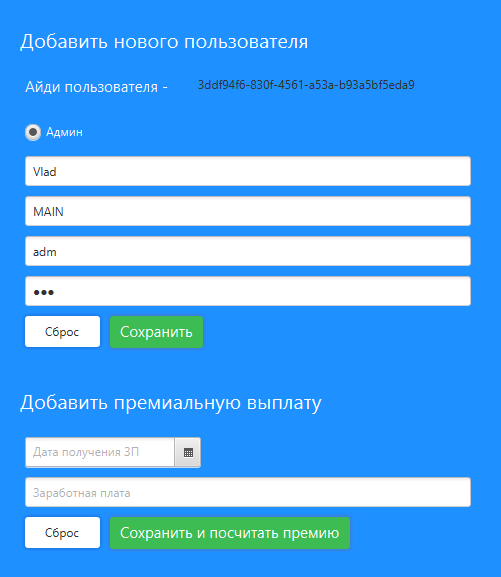 Добавить нового пользователя
Айди пользователя - 3ddf94f6-830f-4561-a53a-b93a5bf5eda9
Админ
Vlad
MAIN
adm
●●●
Сброс Сохранить
Добавить премиальную выплату
Дата получения ЗП
Заработная плата
Сброс Сохранить и посчитать премию